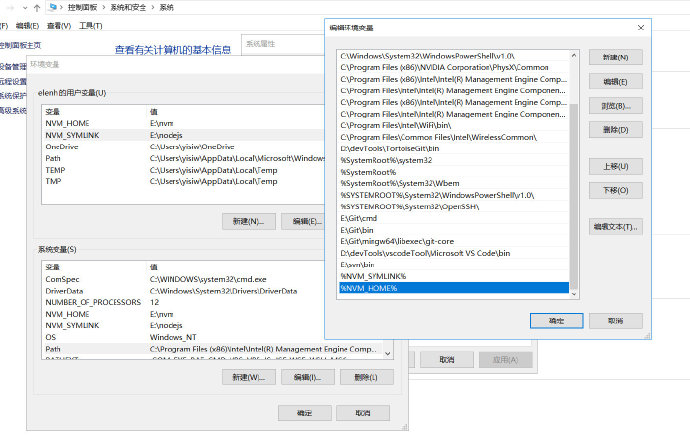 控制面板 › 系统和安全 › 系统
(F) 编辑(E) 查看(V) 工具(T)
控制面板主页
查看有关计算机的基本信息
设备管理
远程设置
系统保护
高级系统
系统属性
环境变量
elenh 的用户变量(U)
变量 值
NVM_HOME E:\nvm
NVM_SYMLINK E:\nodejs
OneDrive C:\Users\yisiw\OneDrive
Path C:\Users\yisiw\AppData\Local\Microsoft\Windows
TEMP C:\Users\yisiw\AppData\Local\Temp
TMP C:\Users\yisiw\AppData\Local\Temp
新建(N)... 编辑(E)...
系统变量(S)
变量 值
ComSpec C:\WINDOWS\system32\cmd.exe
DriverData C:\Windows\System32\Drivers\DriverData
NUMBER_OF_PROCESSORS 12
NVM_HOME E:\nvm
NVM_SYMLINK E:\nodejs
OS Windows_NT
Path C:\Program Files (x86)\Intel\Intel(R) Management Engine Comp...
新建(W)... 编辑(I)... 删除(L)
确定 取消
取消 应用(A)
编辑环境变量
C:\Windows\System32\WindowsPowerShell\v1.0\
C:\Program Files (x86)\NVIDIA Corporation\PhysX\Common
C:\Program Files (x86)\Intel\Intel(R) Management Engine Compo...
C:\Program Files\Intel\Intel(R) Management Engine Component...
C:\Program Files (x86)\Intel\Intel(R) Management Engine Compo...
C:\Program Files\Intel\Intel(R) Management Engine Component...
C:\Program Files\Intel\WiFi\bin\
C:\Program Files\Common Files\Intel\WirelessCommon\
D:\devTools\TortoiseGit\bin
%SystemRoot%\system32
%SystemRoot%
%SystemRoot%\System32\Wbem
%SYSTEMROOT%\System32\WindowsPowerShell\v1.0\
%SYSTEMROOT%\System32\OpenSSH\
E:\Git\cmd
E:\Git\bin
E:\Git\mingw64\libexec\git-core
D:\devTools\vscodeTool\Microsoft VS Code\bin
E:\svn\bin
%NVM_SYMLINK%
%NVM_HOME%
新建(N)
编辑(E)
浏览(B)...
删除(D)
上移(U)
下移(O)
编辑文本(T)...
确定 取消